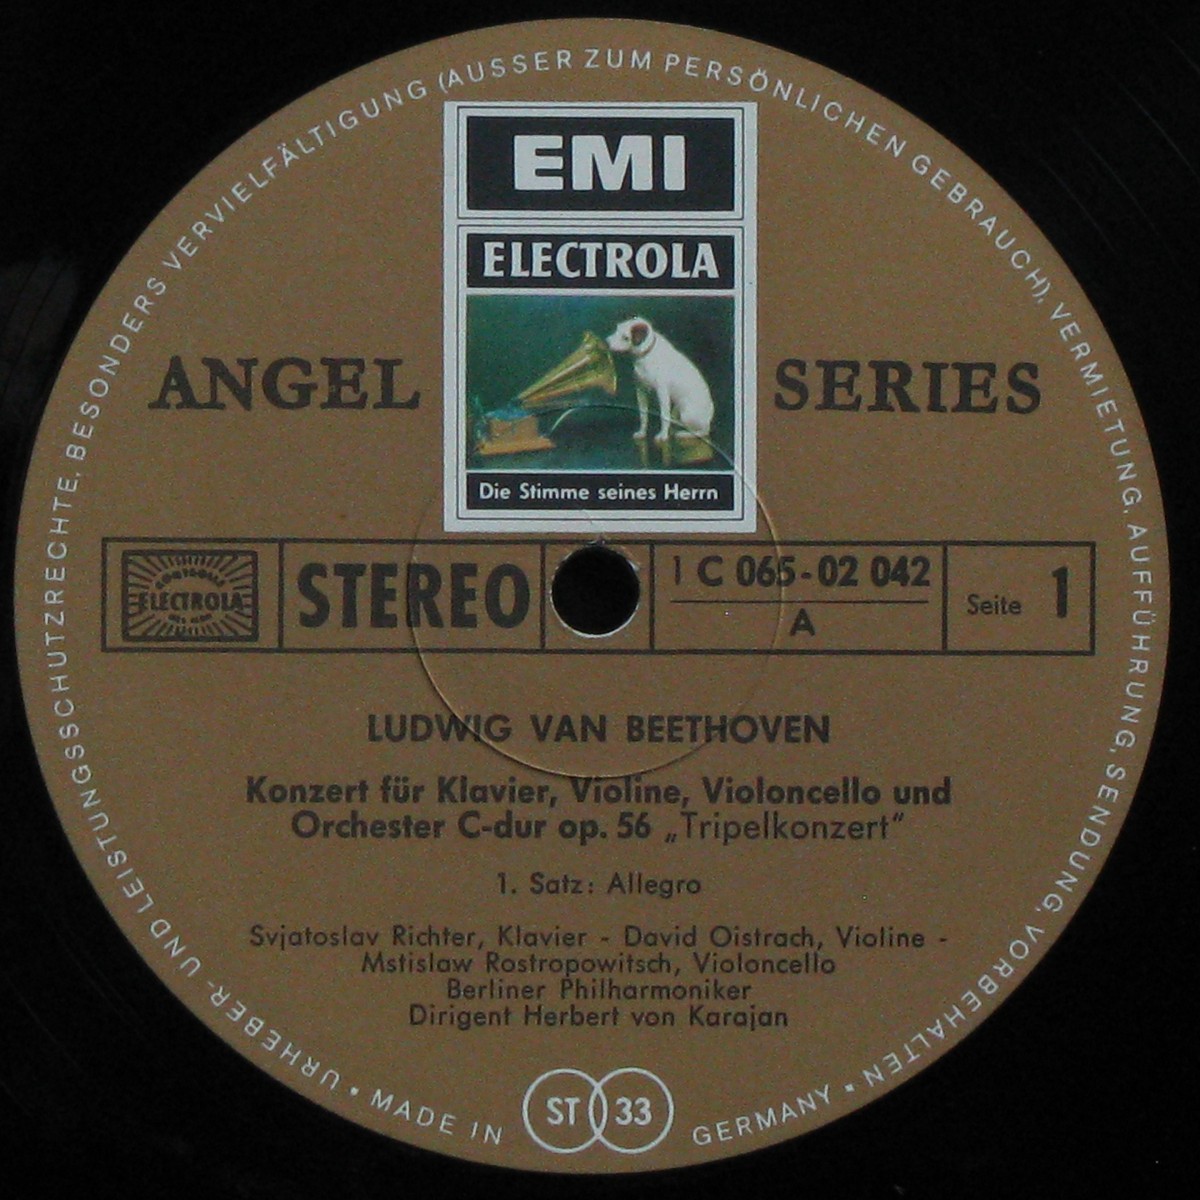 URHEBER- UND LEISTUNGSSCHUTZRECHTE, BESONDERS VERVIELFÄLTIGUNG (AUSSER ZUM PERSÖNLICHEN GEBRAUCH), VERMIETUNG, AUFFÜHRUNG, SENDUNG, VORBEHALTEN •
EMI
ELECTROLA
ANGEL SERIES
Die Stimme seines Herrn
ELECTROLA
STEREO
1 C 065-02 042
A
Seite 1
LUDWIG VAN BEETHOVEN
Konzert für Klavier, Violine, Violoncello und
Orchester C-dur op. 56 „Tripelkonzert“
1. Satz: Allegro
Svjatoslav Richter, Klavier - David Oistrach, Violine -
Mstislaw Rostropowitsch, Violoncello
Berliner Philharmoniker
Dirigent Herbert von Karajan
• MADE IN GERMANY
ST 33